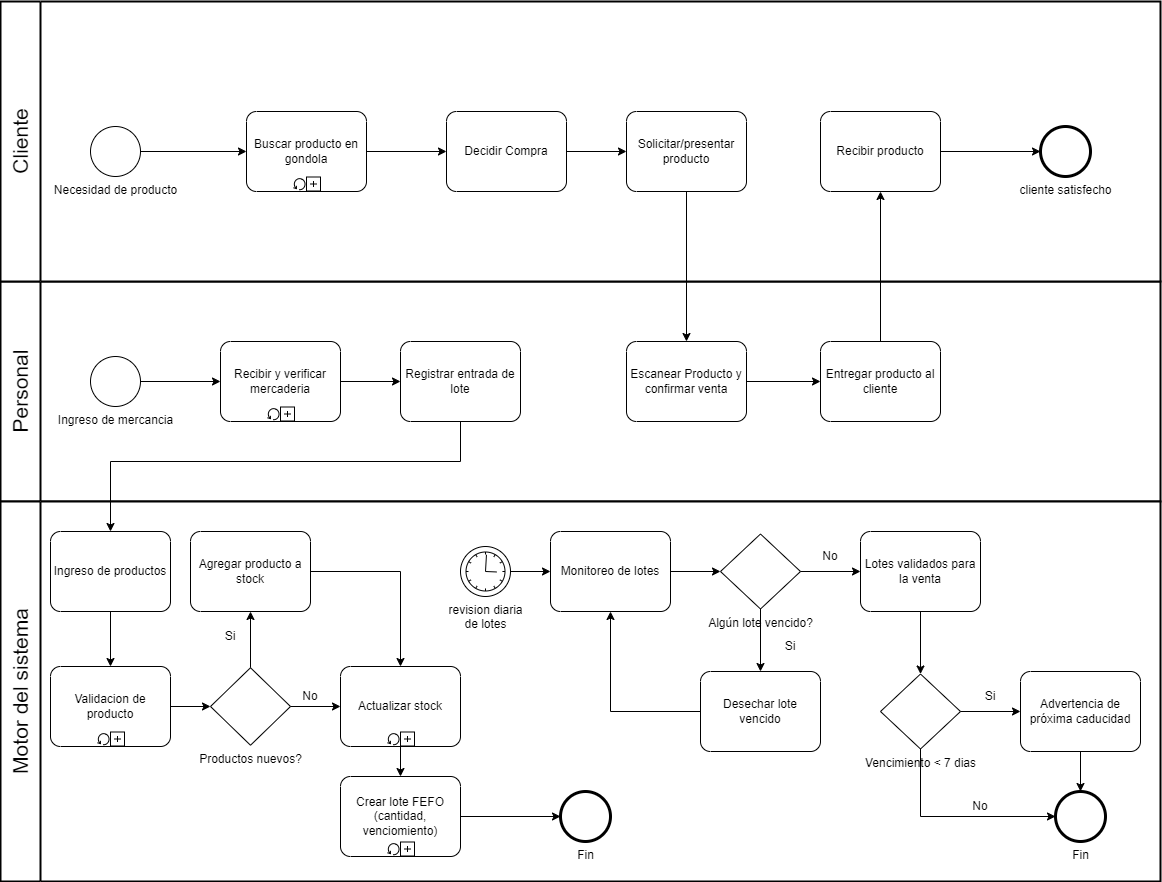 Cliente
Necesidad de producto
Buscar producto en
gondola
Decidir Compra
Solicitar/presentar
producto
Recibir producto
cliente satisfecho
Personal
Ingreso de mercancia
Recibir y verificar
mercaderia
Registrar entrada de
lote
Escanear Producto y
confirmar venta
Entregar producto al
cliente
Motor del sistema
Ingreso de productos
Agregar producto a
stock
Si
Validacion de
producto
Productos nuevos?
No
Actualizar stock
Crear lote FEFO
(cantidad,
venciomiento)
Fin
revision diaria
de lotes
Monitoreo de lotes
Algún lote vencido?
No
Si
Lotes validados para
la venta
Desechar lote
vencido
Vencimiento < 7 dias
Si
Advertencia de
próxima caducidad
No
Fin